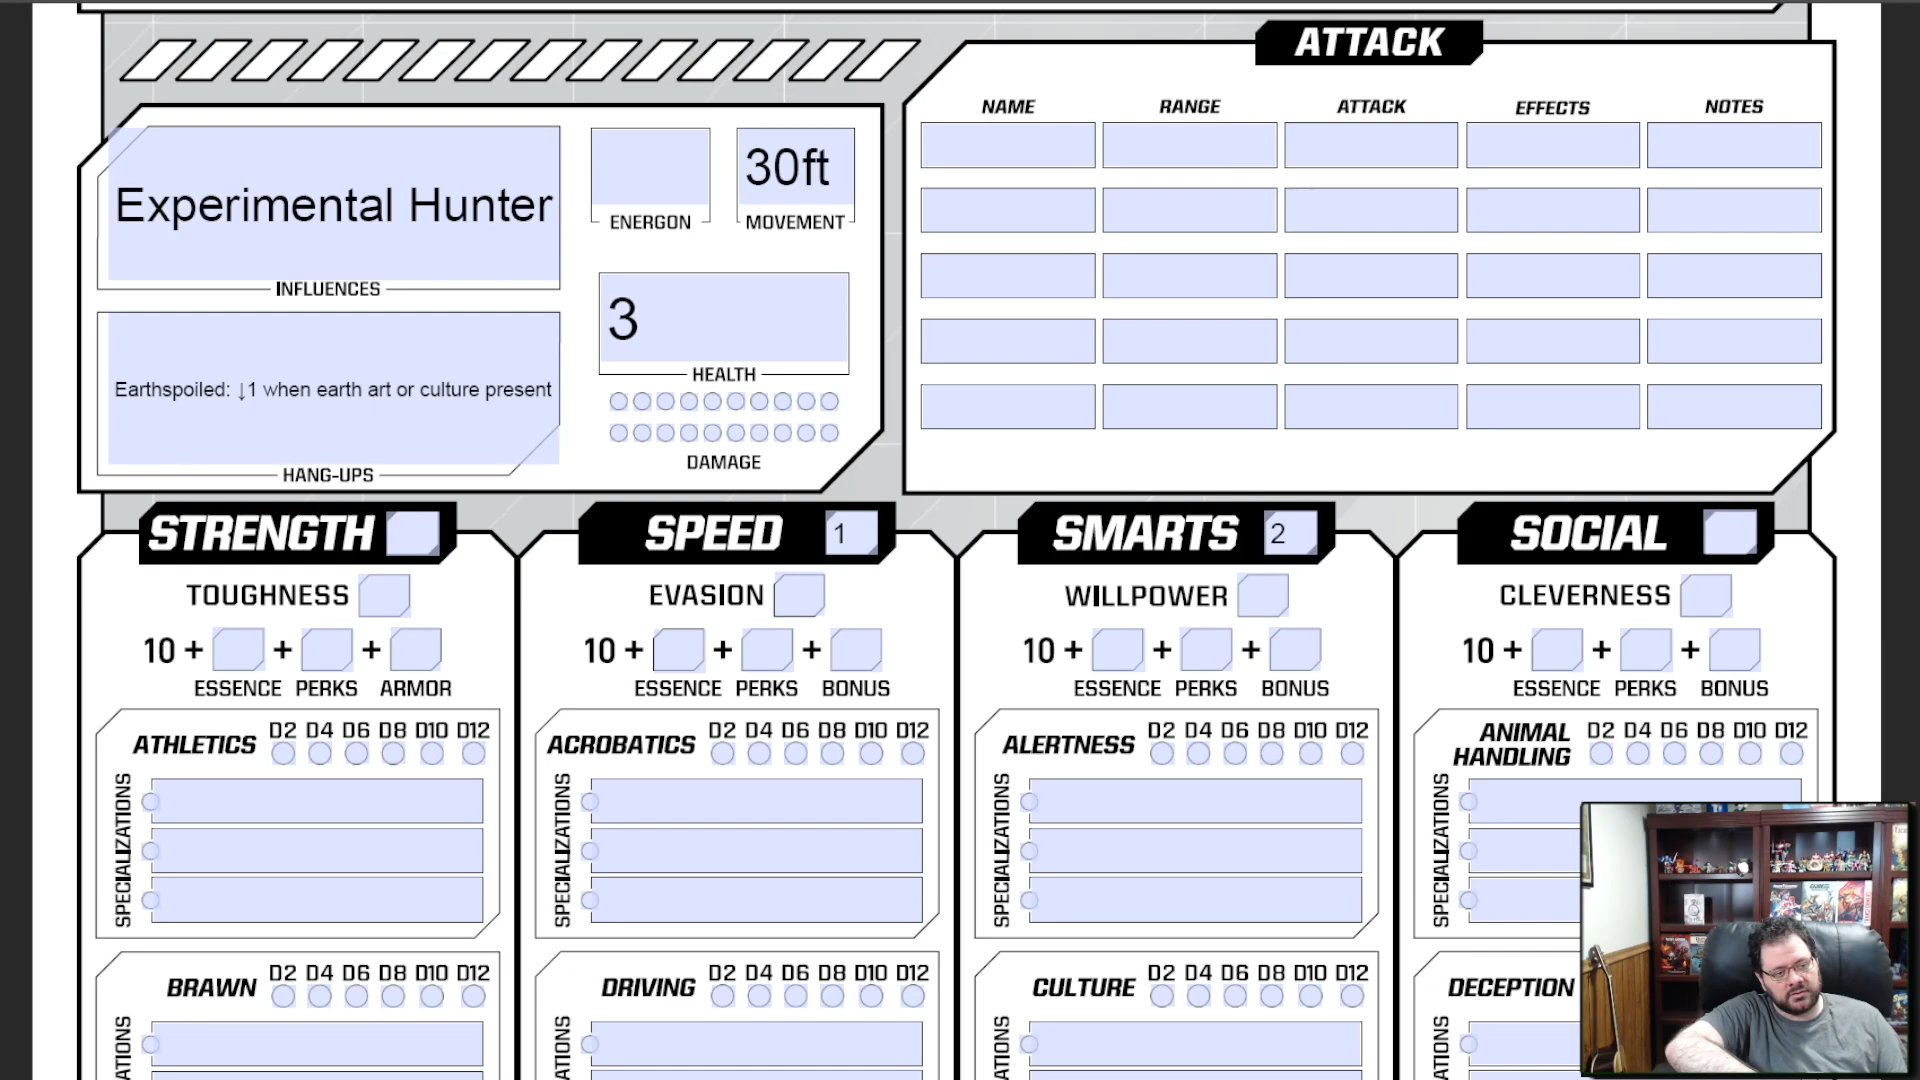 ATTACK
NAME RANGE ATTACK EFFECTS NOTES
Experimental Hunter
INFLUENCES
30ft
ENERGON MOVEMENT
3
HEALTH
DAMAGE
Earthspoiled: ↓1 when earth art or culture present
HANG-UPS
STRENGTH
TOUGHNESS
10 + + +
ESSENCE PERKS ARMOR
ATHLETICS D2 D4 D6 D8 D10 D12
SPECIALIZATIONS
BRAWN D2 D4 D6 D8 D10 D12
ATIONS
SPEED 1
EVASION
10 + + +
ESSENCE PERKS BONUS
ACROBATICS D2 D4 D6 D8 D10 D12
SPECIALIZATIONS
DRIVING D2 D4 D6 D8 D10 D12
ATIONS
SMARTS 2
WILLPOWER
10 + + +
ESSENCE PERKS BONUS
ALERTNESS D2 D4 D6 D8 D10 D12
SPECIALIZATIONS
CULTURE D2 D4 D6 D8 D10 D12
ATIONS
SOCIAL
CLEVERNESS
10 + + +
ESSENCE PERKS BONUS
ANIMAL
HANDLING D2 D4 D6 D8 D10 D12
SPECIALIZATIONS
DECEPTION
ATIONS